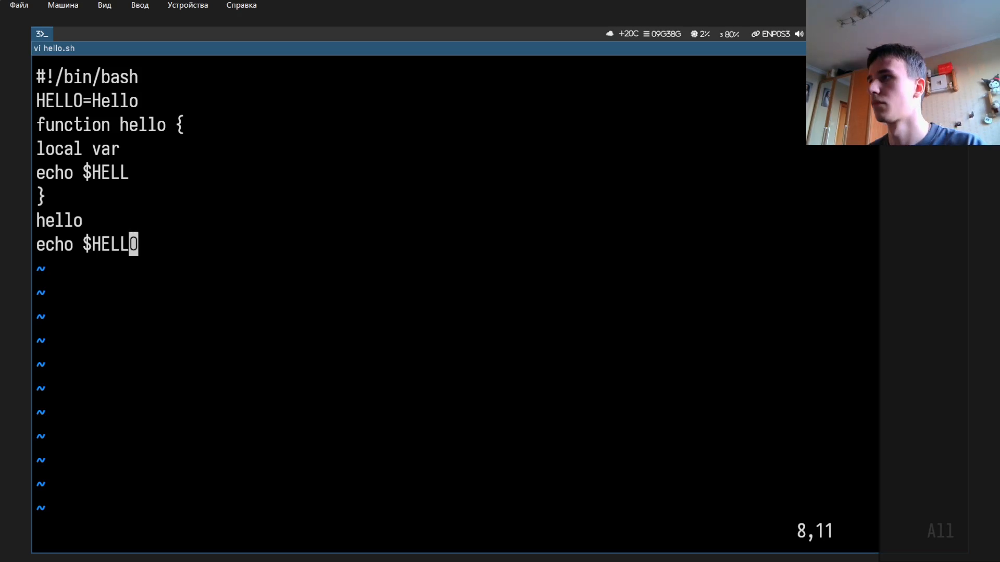 Файл Машина Вид Ввод Устройства Справка
3>_ +20C 09G38G 2% 3 80% ENP0S3
vi hello.sh
#!/bin/bash
HELLO=Hello
function hello {
local var
echo $HELL
}
hello
echo $HELLO
~
~
~
~
~
~
~
~
~
~
~
8,11 All